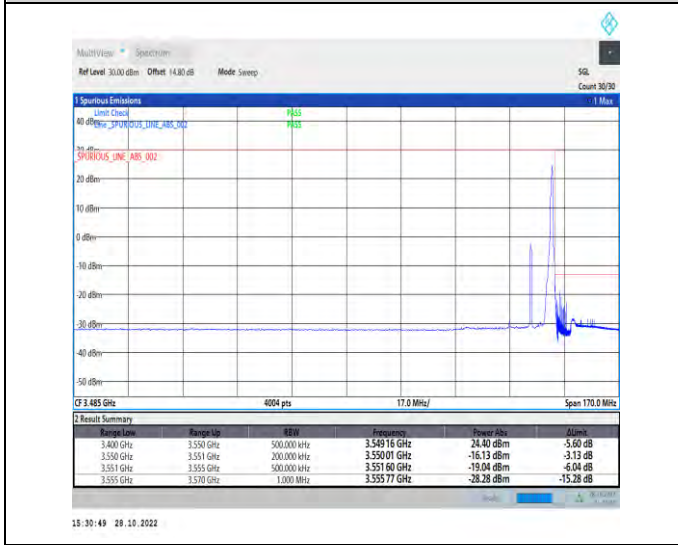 MultiView Spectrum
Ref Level 30.00 dBm Offset 14.80 dB Mode Sweep SGL
Count 30/30
1 Spurious Emissions 1 Max
Limit Check PASS
40 dBm Line _SPURIOUS_LINE_ABS_002 PASS
_SPURIOUS_LINE_ABS_002
20 dBm
10 dBm
0 dBm
-10 dBm
-20 dBm
-30 dBm
-40 dBm
-50 dBm
CF 3.485 GHz 4004 pts 17.0 MHz/ Span 170.0 MHz
2 Result Summary
Range Low Range Up RBW Frequency Power Abs ΔLimit
3.400 GHz 3.550 GHz 500.000 kHz 3.549 16 GHz 24.40 dBm -5.60 dB
3.550 GHz 3.551 GHz 200.000 kHz 3.550 01 GHz -16.13 dBm -3.13 dB
3.551 GHz 3.555 GHz 500.000 kHz 3.551 60 GHz -19.04 dBm -6.04 dB
3.555 GHz 3.570 GHz 1.000 MHz 3.555 77 GHz -28.28 dBm -15.28 dB
15:30:49 28.10.2022